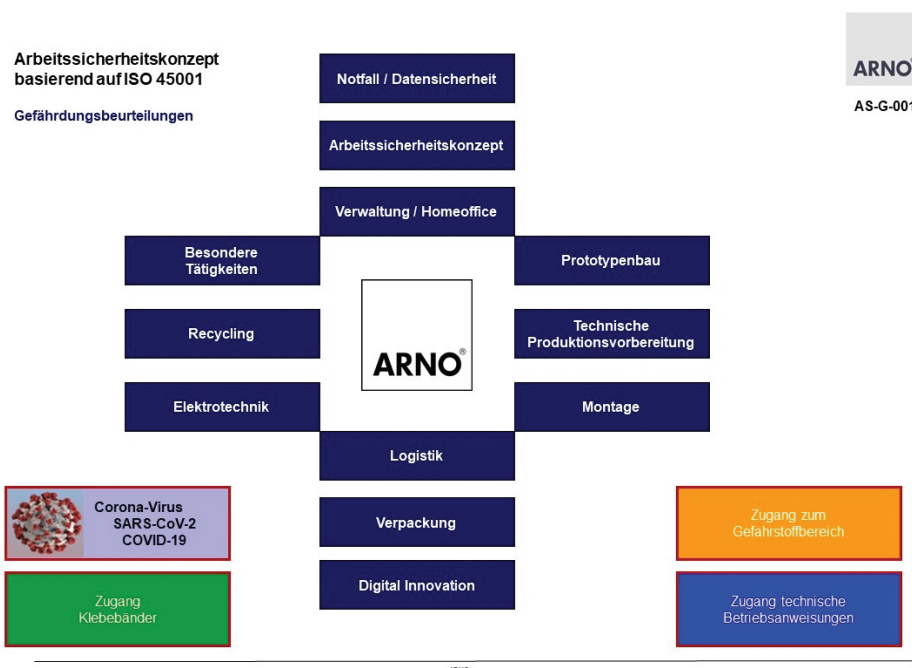 Arbeitssicherheitskonzept
basierend auf ISO 45001
Gefährdungsbeurteilungen
ARNO®
AS-G-001
Notfall / Datensicherheit
Arbeitssicherheitskonzept
Verwaltung / Homeoffice
Besondere
Tätigkeiten
Prototypenbau
Recycling
ARNO®
Technische
Produktionsvorbereitung
Elektrotechnik
Montage
Logistik
Corona-Virus
SARS-CoV-2
COVID-19
Verpackung
Zugang zum
Gefahrstoffbereich
Zugang
Klebebänder
Digital Innovation
Zugang technische
Betriebsanweisungen